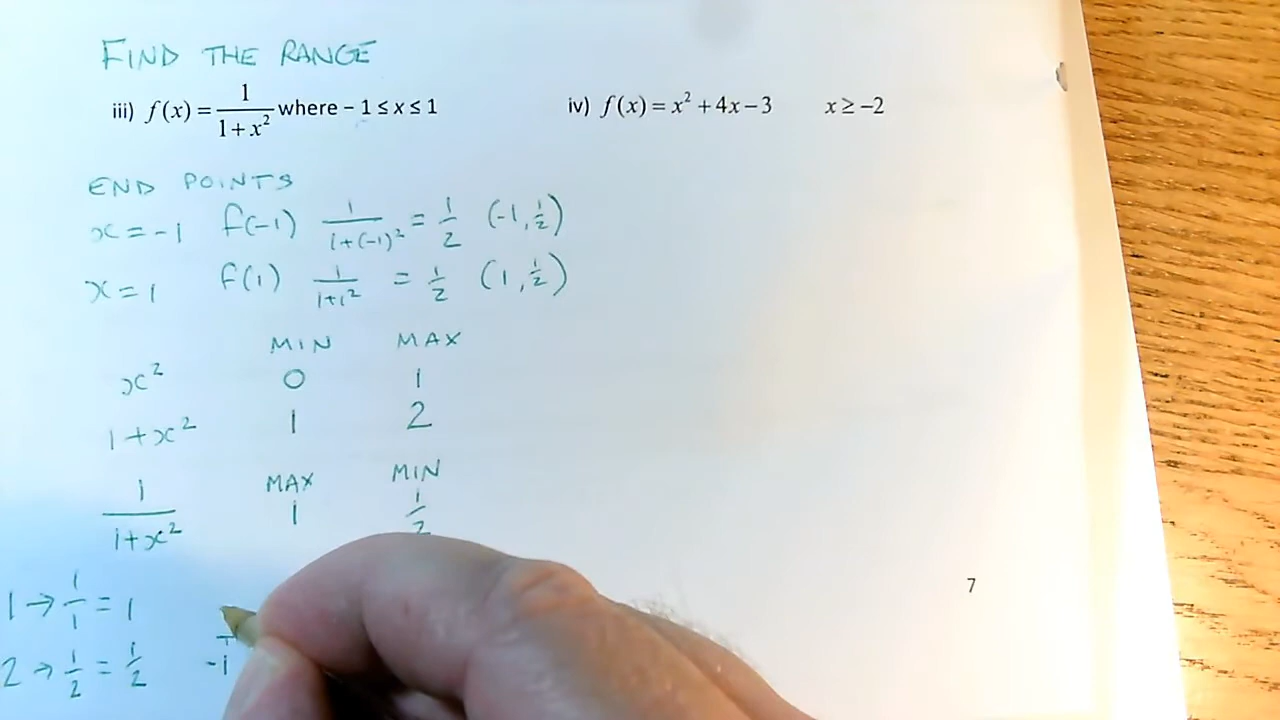 FIND THE RANGE
iii) f(x) = 1/(1+x²) where – 1 ≤ x ≤ 1
iv) f(x) = x² + 4x – 3 x ≥ –2
END POINTS
x = -1 f(-1) 1/(1+(-1)²) = 1/2 (-1, 1/2)
x = 1 f(1) 1/(1+1²) = 1/2 (1, 1/2)
MIN MAX
x² 0 1
1+x² 1 2
MAX MIN
1/(1+x²) 1 1/2
1 → 1/1 = 1
2 → 1/2 = 1/2
-1
7